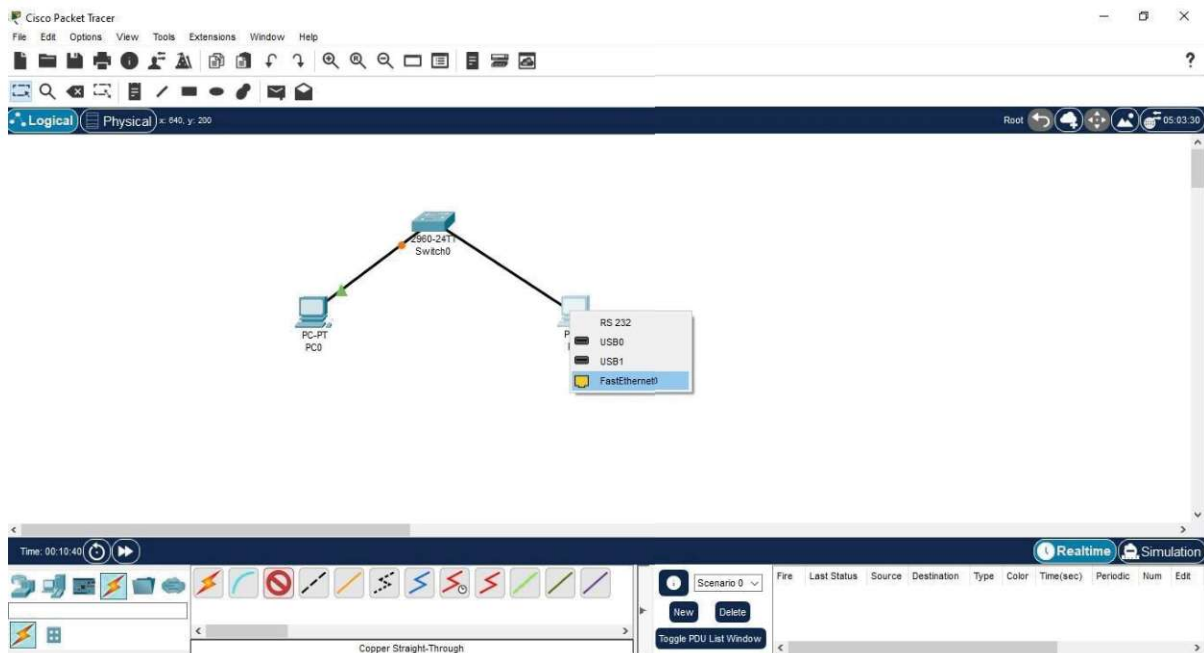 Cisco Packet Tracer
File Edit Options View Tools Extensions Window Help
?
Logical Physical x: 640, y: 200 Root 05:03:30
2960-24TT
Switch0
PC-PT
PC0
P
RS 232
USB0
USB1
FastEthernet0
Time: 00:10:40 Realtime Simulation
Scenario 0 Fire Last Status Source Destination Type Color Time(sec) Periodic Num Edit
New Delete
Toggle PDU List Window
Copper Straight-Through